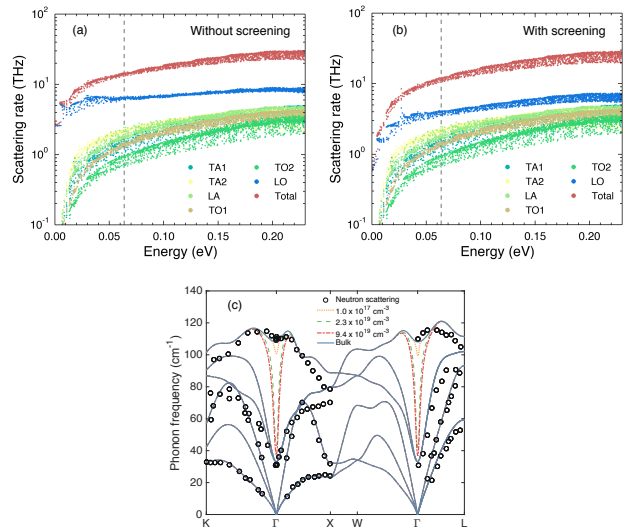 (a) Without screening
10²
10¹
10⁰
10⁻¹
Scattering rate (THz)
TA1 TO2
TA2 LO
LA Total
TO1
0.00 0.05 0.10 0.15 0.20
Energy (eV)
(b) With screening
10²
10¹
10⁰
10⁻¹
Scattering rate (THz)
TA1 TO2
TA2 LO
LA Total
TO1
0.00 0.05 0.10 0.15 0.20
Energy (eV)
(c)
Neutron scattering
1.0 x 10¹⁷ cm⁻³
2.3 x 10¹⁹ cm⁻³
9.4 x 10¹⁹ cm⁻³
Bulk
140
120
100
80
60
40
20
0
Phonon frequency (cm⁻¹)
K Γ X W Γ L